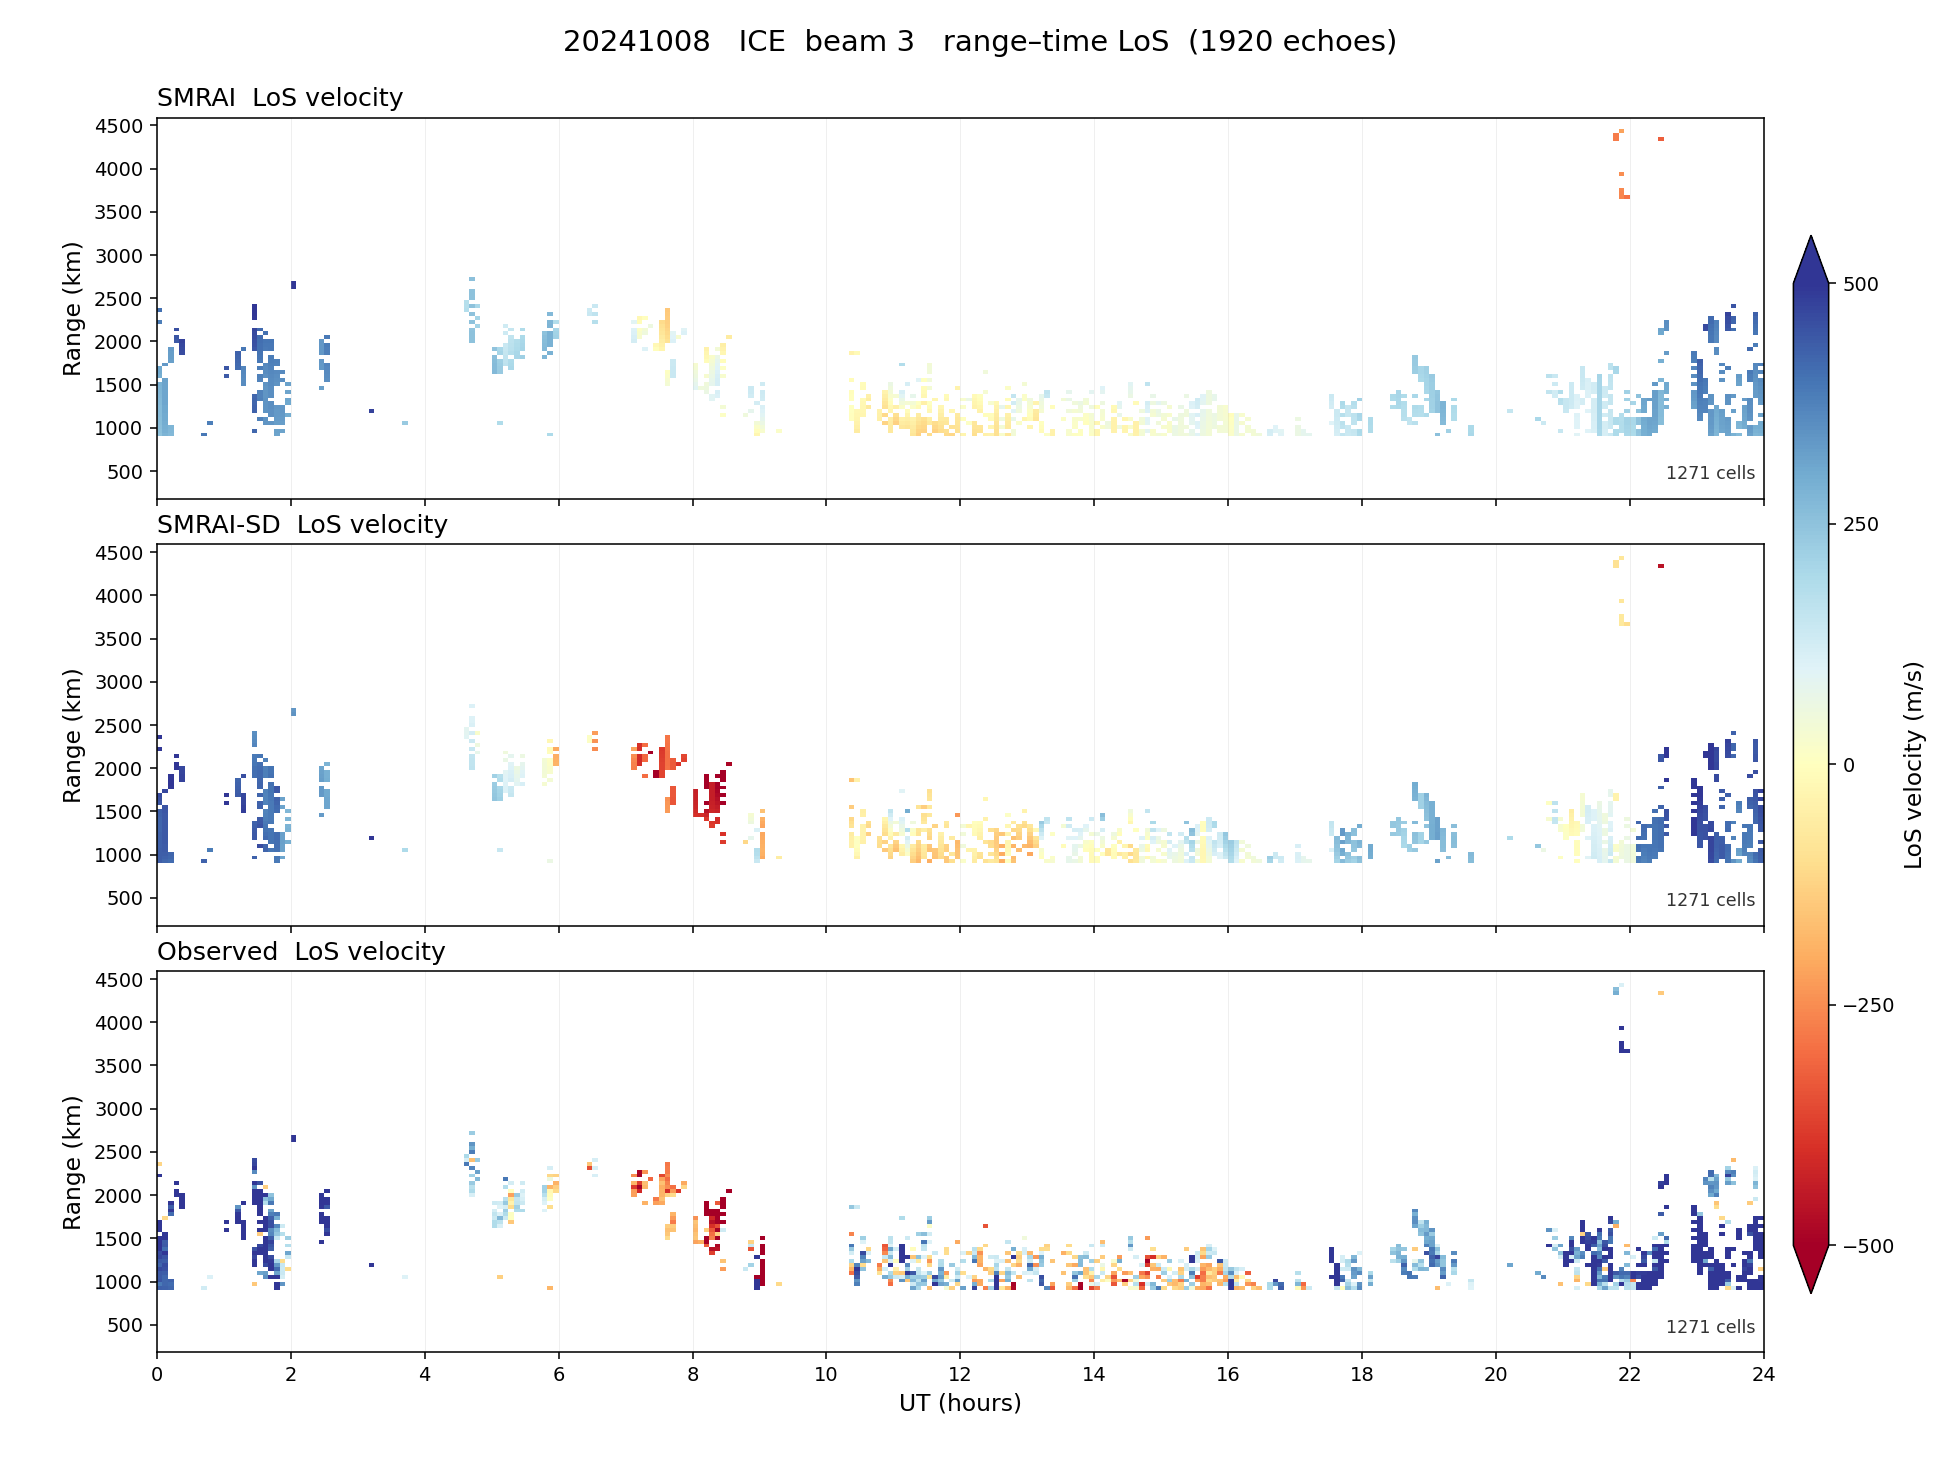 20241008   ICE  beam 3   range–time LoS  (1920 echoes)
SMRAI  LoS velocity
4500
4000
3500
3000
2500
2000
1500
1000
500
Range (km)
1271 cells
SMRAI-SD  LoS velocity
4500
4000
3500
3000
2500
2000
1500
1000
500
Range (km)
1271 cells
Observed  LoS velocity
4500
4000
3500
3000
2500
2000
1500
1000
500
Range (km)
1271 cells
0 2 4 6 8 10 12 14 16 18 20 22 24
UT (hours)
500
250
0
−250
−500
LoS velocity (m/s)